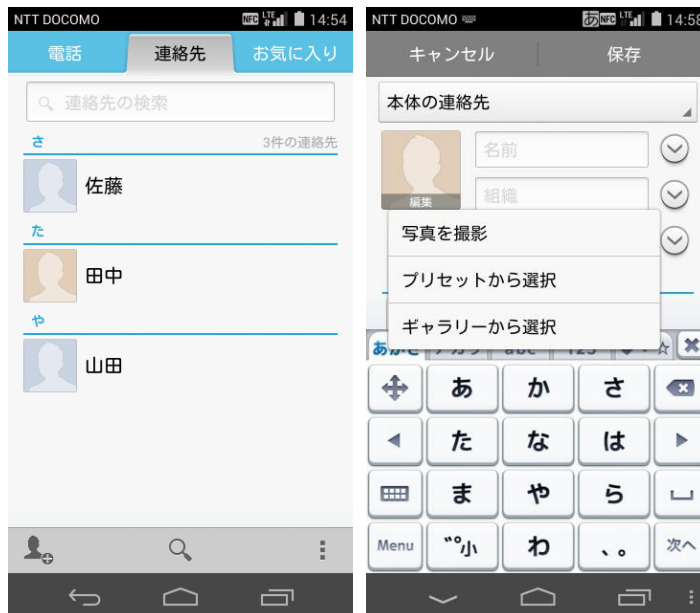 NTT DOCOMO NFC LTE 14:54
電話 連絡先 お気に入り
連絡先の検索
さ 3件の連絡先
佐藤
た
田中
や
山田
NTT DOCOMO あ NFC LTE 14:58
キャンセル 保存
本体の連絡先
名前
組織
編集
写真を撮影
プリセットから選択
ギャラリーから選択
あ か さ
た な は
ま や ら
Menu ゛゜小 わ 、。 次へ